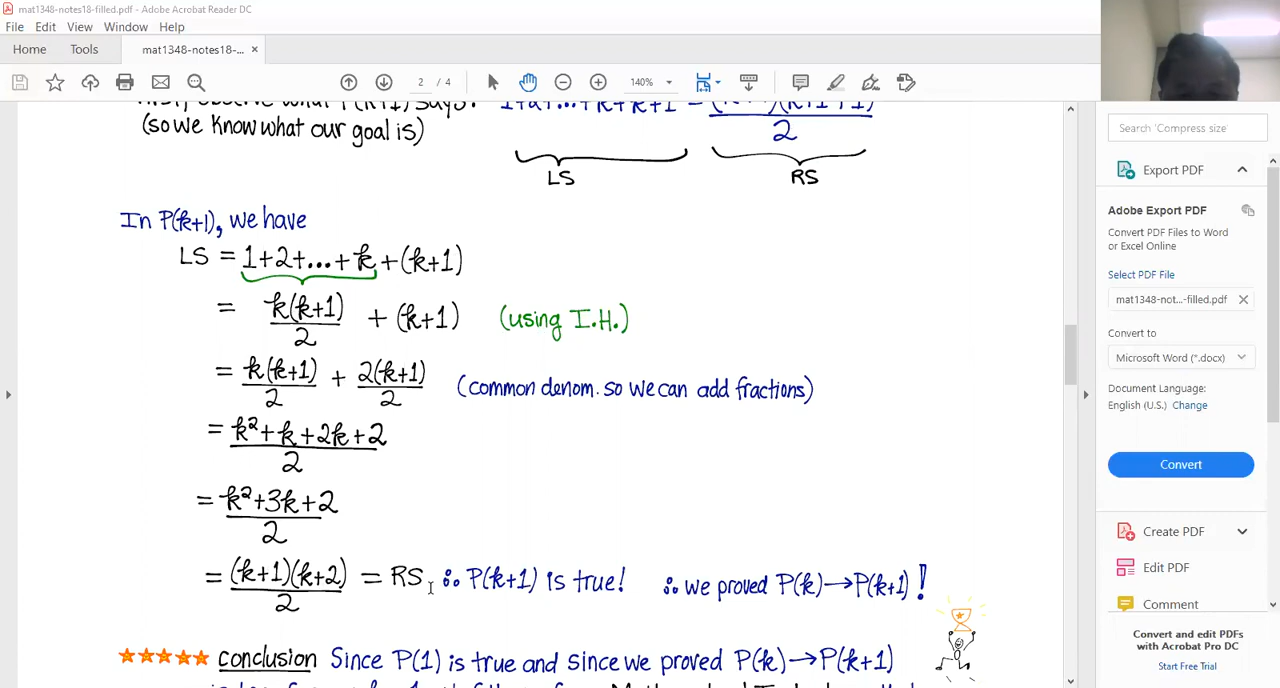 mat1348-notes18-filled.pdf - Adobe Acrobat Reader DC
File Edit View Window Help
Home Tools mat1348-notes18-... ×
2 / 4 140%
Search 'Compress size'
(so we know what our goal is)
2
LS RS
In P(k+1), we have
LS = 1+2+...+k+(k+1)
= k(k+1)/2 + (k+1) (using I.H.)
= k(k+1)/2 + 2(k+1)/2 (common denom. so we can add fractions)
= k²+k+2k+2/2
= k²+3k+2/2
= (k+1)(k+2)/2 = RS ∴ P(k+1) is true! ∴ we proved P(k)→P(k+1)!
★★★★★ conclusion Since P(1) is true and since we proved P(k)→P(k+1)
Export PDF
Adobe Export PDF
Convert PDF Files to Word
or Excel Online
Select PDF File
mat1348-not...-filled.pdf ×
Convert to
Microsoft Word (*.docx)
Document Language:
English (U.S.) Change
Convert
Create PDF
Edit PDF
Comment
Convert and edit PDFs
with Acrobat Pro DC
Start Free Trial